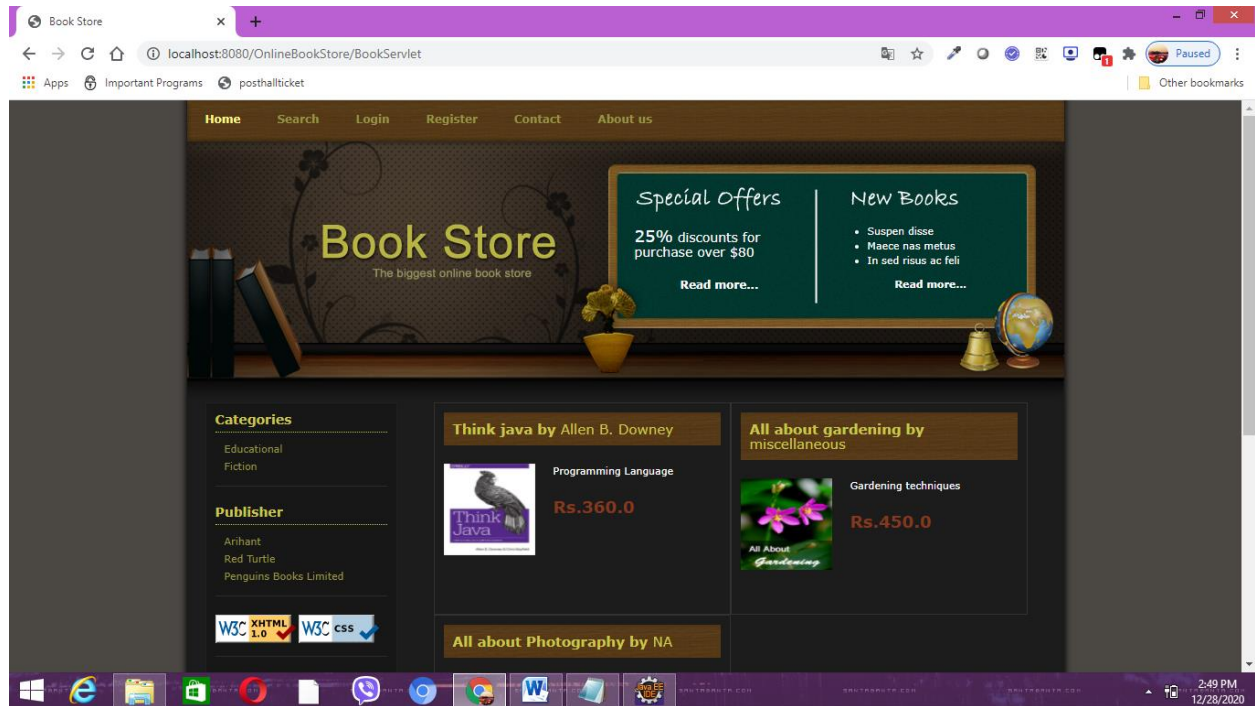 Book Store
localhost:8080/OnlineBookStore/BookServlet
1
Paused
Apps
Important Programs
posthallticket
Other bookmarks
Home Search Login Register Contact About us
Book Store
The biggest online book store
Special Offers
25% discounts for
purchase over $80
Read more...
New Books
Suspen disse
Maece nas metus
In sed risus ac feli
Read more...
Categories
Educational
Fiction
Publisher
Arihant
Red Turtle
Penguins Books Limited
W3C XHTML 1.0
W3C css
Think java by Allen B. Downey
Think
Java
Programming Language
Rs.360.0
All about gardening by
miscellaneous
All About
Gardening
Gardening techniques
Rs.450.0
All about Photography by NA
2:49 PM
12/28/2020